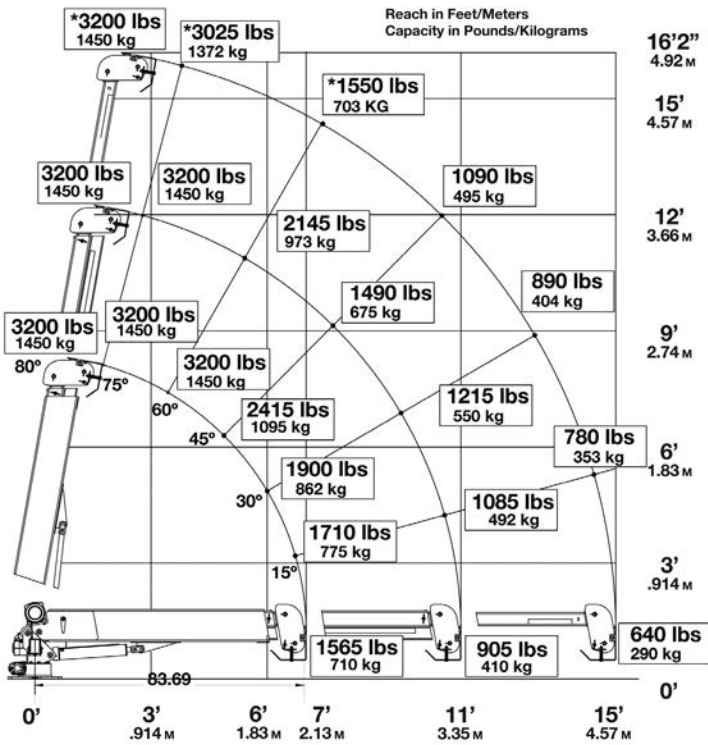 Reach in Feet/Meters
Capacity in Pounds/Kilograms
*3200 lbs
1450 kg
*3025 lbs
1372 kg
16'2”
4.92 M
*1550 lbs
703 KG
15’
4.57 M
3200 lbs
1450 kg
3200 lbs
1450 kg
1090 lbs
495 kg
12’
3.66 M
2145 lbs
973 kg
890 lbs
404 kg
1490 lbs
675 kg
3200 lbs
1450 kg
3200 lbs
1450 kg
9’
2.74 M
80º
75º
3200 lbs
1450 kg
60º
1215 lbs
550 kg
2415 lbs
1095 kg
45º
780 lbs
353 kg
6’
1.83 M
1900 lbs
862 kg
30º
1085 lbs
492 kg
1710 lbs
775 kg
15º
3’
.914 M
1565 lbs
710 kg
905 lbs
410 kg
640 lbs
290 kg
83.69
0’
0’
3’
.914 M
6’
1.83 M
7’
2.13 M
11’
3.35 M
15’
4.57 M